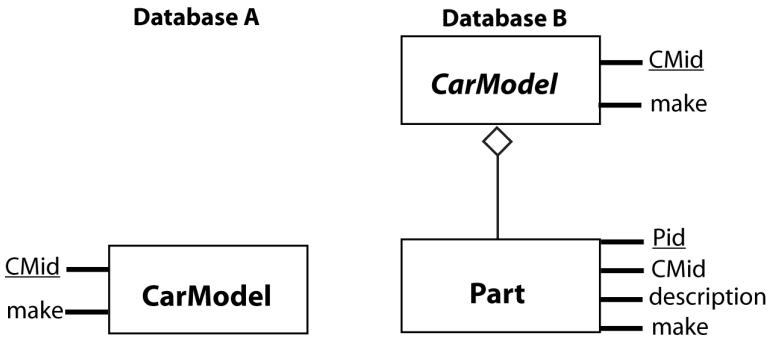 Database A
CMid
make
CarModel
Database B
CarModel
CMid
make
Part
Pid
CMid
description
make